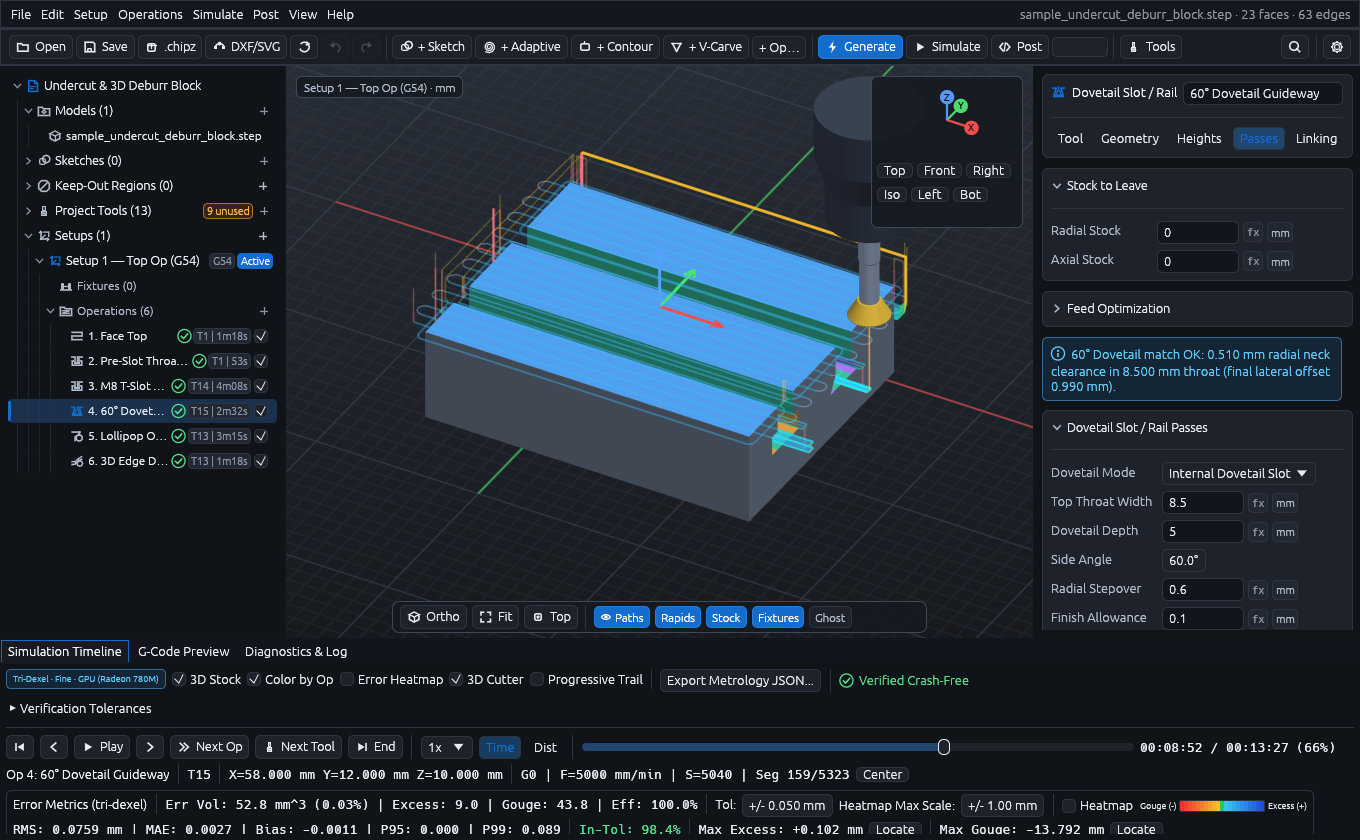 File Edit Setup Operations Simulate Post View Help
sample_undercut_deburr_block.step · 23 faces · 63 edges
Open Save .chipz DXF/SVG + Sketch + Adaptive + Contour + V-Carve + Op… Generate Simulate Post Tools
Undercut & 3D Deburr Block
Models (1) +
sample_undercut_deburr_block.step
Sketches (0) +
Keep-Out Regions (0) +
Project Tools (13) 9 unused +
Setups (1) +
Setup 1 — Top Op (G54) G54 Active
Fixtures (0)
Operations (6) +
1. Face Top T1 | 1m18s
2. Pre-Slot Throa… T1 | 53s
3. M8 T-Slot … T14 | 4m08s
4. 60° Dovet… T15 | 2m32s
5. Lollipop O… T13 | 3m15s
6. 3D Edge D… T13 | 1m18s
Setup 1 — Top Op (G54) · mm
Z
Y
X
Top Front Right
Iso Left Bot
Ortho Fit Top Paths Rapids Stock Fixtures Ghost
Dovetail Slot / Rail 60° Dovetail Guideway
Tool Geometry Heights Passes Linking
Stock to Leave
Radial Stock 0 fx mm
Axial Stock 0 fx mm
Feed Optimization
60° Dovetail match OK: 0.510 mm radial neck
clearance in 8.500 mm throat (final lateral offset
0.990 mm).
Dovetail Slot / Rail Passes
Dovetail Mode Internal Dovetail Slot
Top Throat Width 8.5 fx mm
Dovetail Depth 5 fx mm
Side Angle 60.0°
Radial Stepover 0.6 fx mm
Finish Allowance 0.1 fx mm
Simulation Timeline G-Code Preview Diagnostics & Log
Tri-Dexel · Fine · GPU (Radeon 780M) 3D Stock Color by Op Error Heatmap 3D Cutter Progressive Trail Export Metrology JSON... Verified Crash-Free
Verification Tolerances
Play Next Op Next Tool End 1x Time Dist 00:08:52 / 00:13:27 (66%)
Op 4: 60° Dovetail Guideway | T15 | X=58.000 mm Y=12.000 mm Z=10.000 mm | G0 | F=5000 mm/min | S=5040 | Seg 159/5323 Center
Error Metrics (tri-dexel) | Err Vol: 52.8 mm^3 (0.03%) | Excess: 9.0 | Gouge: 43.8 | Eff: 100.0% | Tol: +/- 0.050 mm Heatmap Max Scale: +/- 1.00 mm | Heatmap Gouge (-) Excess (+)
RMS: 0.0759 mm | MAE: 0.0027 | Bias: -0.0011 | P95: 0.000 | P99: 0.089 | In-Tol: 98.4% | Max Excess: +0.102 mm Locate | Max Gouge: -13.792 mm Locate